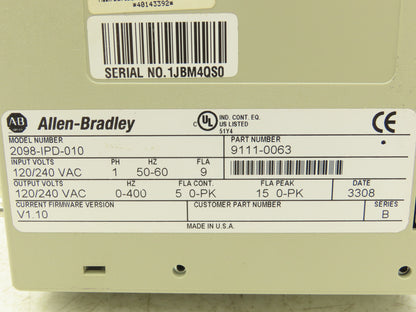 *40143392*
SERIAL NO.1JBM4QS0
AB Allen-Bradley
UL IND. CONT. EQ.
US LISTED
51Y4
CE
MODEL NUMBER PART NUMBER
2098-IPD-010 9111-0063
INPUT VOLTS PH HZ FLA
120/240 VAC 1 50-60 9
OUTPUT VOLTS HZ FLA CONT. FLA PEAK DATE
120/240 VAC 0-400 5 0-PK 15 0-PK 3308
CURRENT FIRMWARE VERSION CUSTOMER PART NUMBER SERIES
V1.10 B
MADE IN U.S.A.